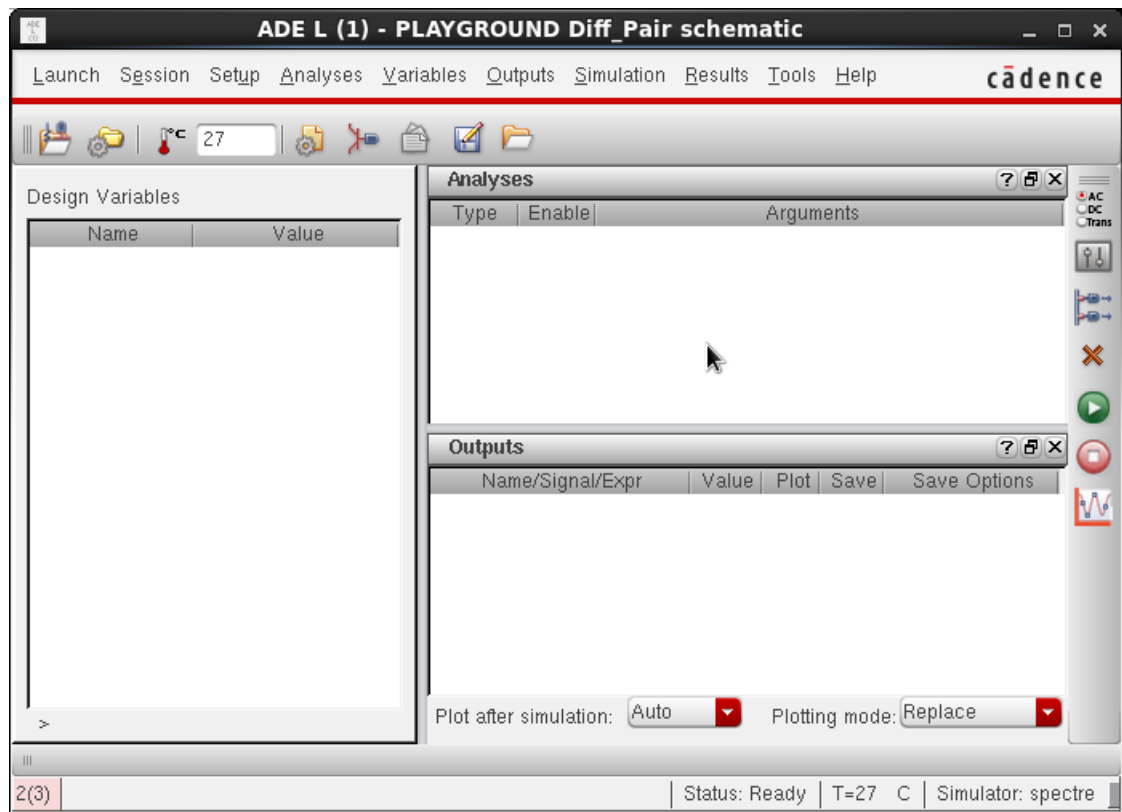 ADE L (1) - PLAYGROUND Diff_Pair schematic
Launch Session Setup Analyses Variables Outputs Simulation Results Tools Help cādence
°C 27
Design Variables
Name Value
Analyses
Type Enable Arguments
AC
DC
Trans
Outputs
Name/Signal/Expr Value Plot Save Save Options
>
Plot after simulation: Auto Plotting mode: Replace
2(3) Status: Ready T=27 C Simulator: spectre